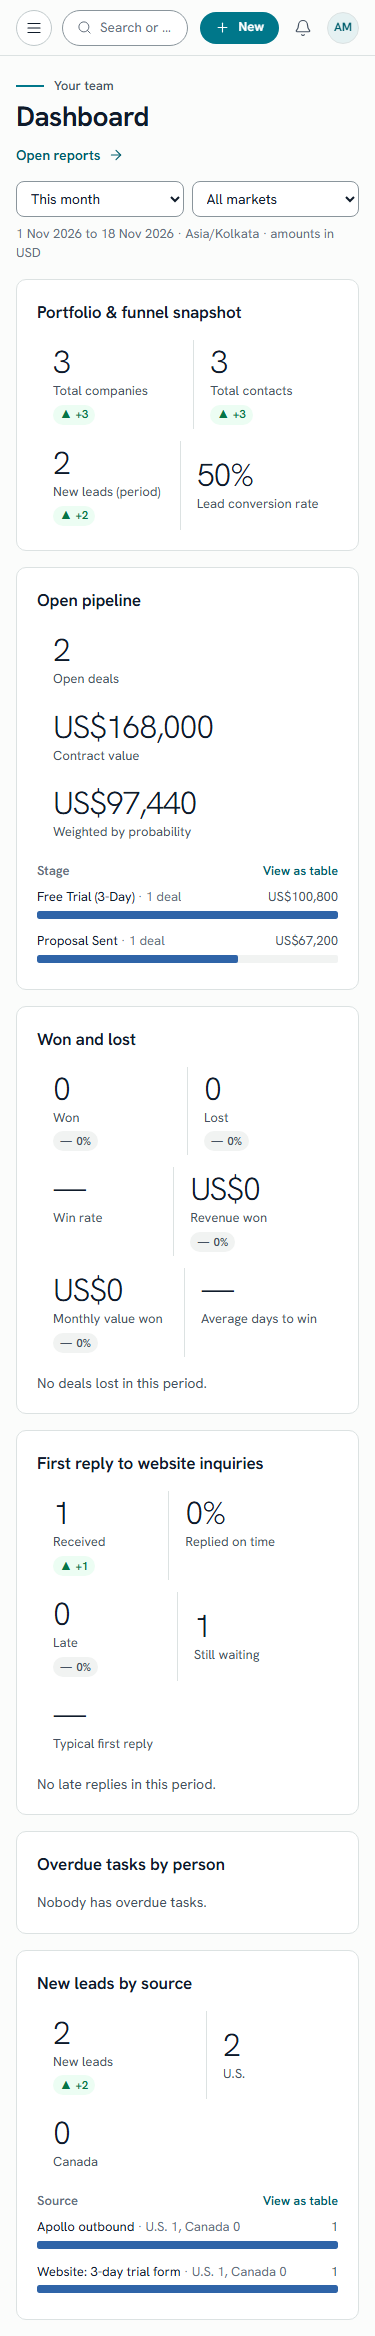 Search or ...
New
AM
Your team
Dashboard
Open reports →
This month
All markets
1 Nov 2026 to 18 Nov 2026 · Asia/Kolkata · amounts in
USD
Portfolio & funnel snapshot
3
Total companies
▲ +3
3
Total contacts
▲ +3
2
New leads (period)
▲ +2
50%
Lead conversion rate
Open pipeline
2
Open deals
US$168,000
Contract value
US$97,440
Weighted by probability
Stage
View as table
Free Trial (3-Day) · 1 deal
US$100,800
Proposal Sent · 1 deal
US$67,200
Won and lost
0
Won
— 0%
0
Lost
— 0%
—
Win rate
US$0
Revenue won
— 0%
US$0
Monthly value won
— 0%
—
Average days to win
No deals lost in this period.
First reply to website inquiries
1
Received
▲ +1
0%
Replied on time
0
Late
— 0%
1
Still waiting
—
Typical first reply
No late replies in this period.
Overdue tasks by person
Nobody has overdue tasks.
New leads by source
2
New leads
▲ +2
2
U.S.
0
Canada
Source
View as table
Apollo outbound · U.S. 1, Canada 0
1
Website: 3-day trial form · U.S. 1, Canada 0
1